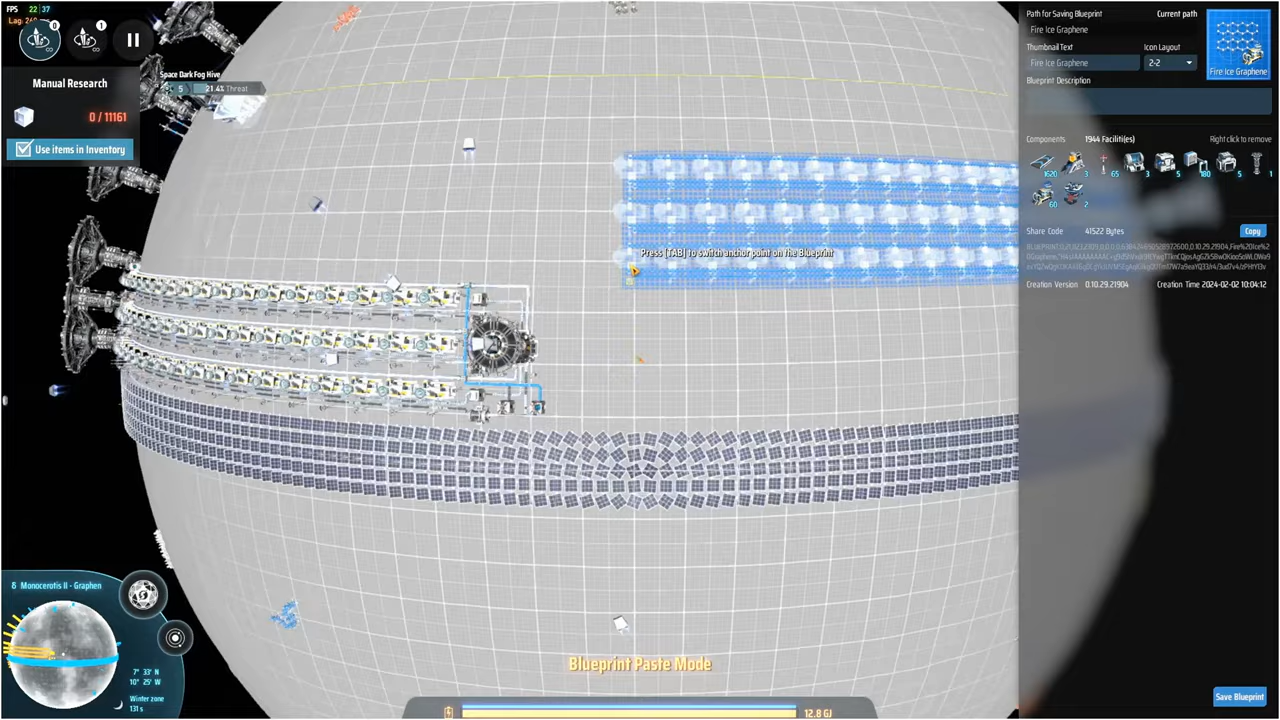 FPS 22 | 37
0
1
Manual Research
0 / 11161
Use items in Inventory
Space Dark Fog Hive
5 21.4% Threat
Press [TAB] to switch anchor point on the Blueprint
Path for Saving Blueprint Current path
Fire Ice Graphene
Thumbnail Text Icon Layout
Fire Ice Graphene 2-2
Fire Ice Graphene
Blueprint Description
Components 1944 Facilit(ies) Right click to remove
1620 3 65 3 5 180 5 1
60 2
Share Code 41522 Bytes Copy
Creation Version 0.10.29.21904 Creation Time 2024-02-02 10:04:12
δ Monocerotis II - Graphen
7° 33' N
10° 25' W
Winter zone
131 s
Blueprint Paste Mode
12.8 GJ
Save Blueprint